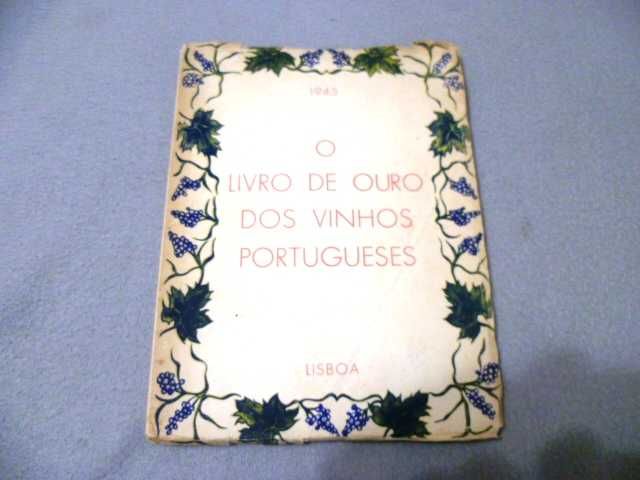 1945
O
LIVRO DE OURO
DOS VINHOS
PORTUGUESES
LISBOA